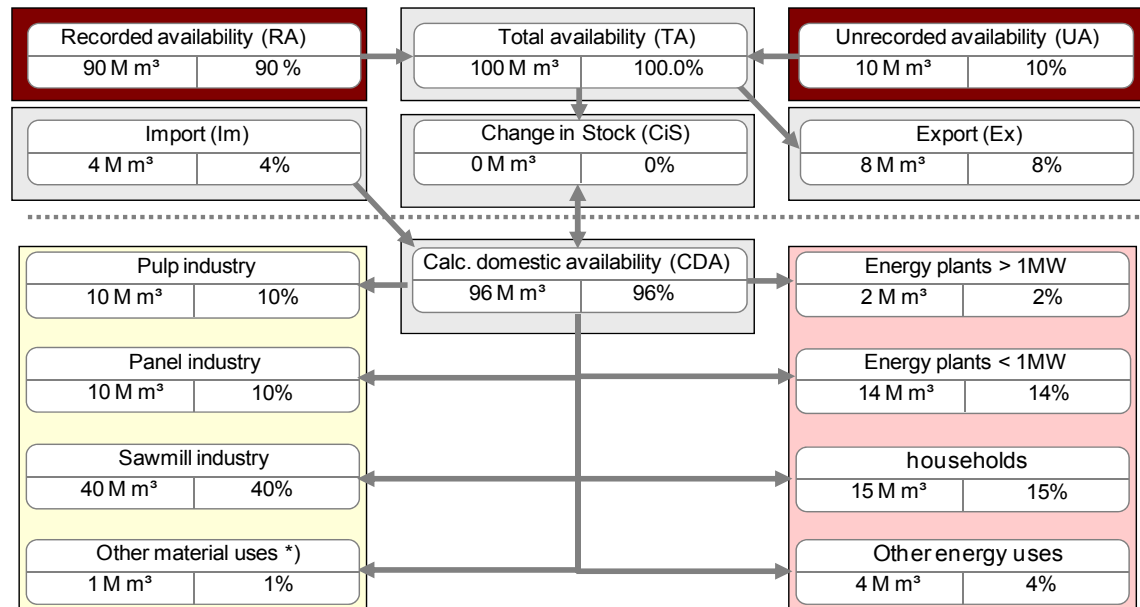 Recorded availability (RA)
90 M m³ 90 %
Total availability (TA)
100 M m³ 100.0%
Unrecorded availability (UA)
10 M m³ 10%
Import (Im)
4 M m³ 4%
Change in Stock (CiS)
0 M m³ 0%
Export (Ex)
8 M m³ 8%
Calc. domestic availability (CDA)
96 M m³ 96%
Pulp industry
10 M m³ 10%
Energy plants > 1MW
2 M m³ 2%
Panel industry
10 M m³ 10%
Energy plants < 1MW
14 M m³ 14%
Sawmill industry
40 M m³ 40%
households
15 M m³ 15%
Other material uses *)
1 M m³ 1%
Other energy uses
4 M m³ 4%